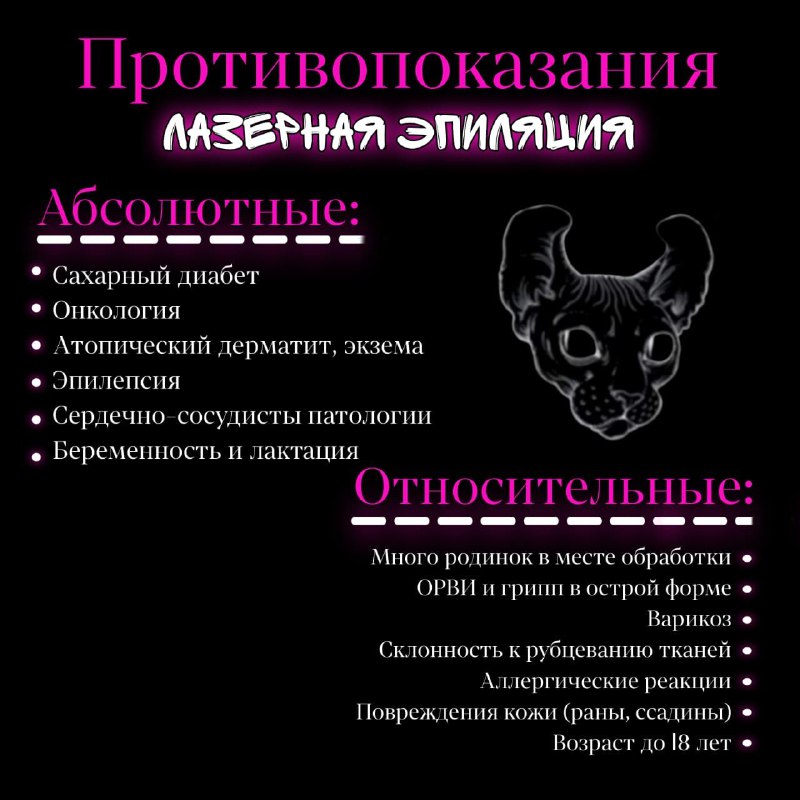 Противопоказания
ЛАЗЕРНАЯ ЭПИЛЯЦИЯ
Абсолютные:
• Сахарный диабет
• Онкология
• Атопический дерматит, экзема
• Эпилепсия
• Сердечно-сосудисты патологии
• Беременность и лактация
Относительные:
Много родинок в месте обработки •
ОРВИ и грипп в острой форме •
Варикоз •
Склонность к рубцеванию тканей •
Аллергические реакции •
Повреждения кожи (раны, ссадины) •
Возраст до 18 лет •